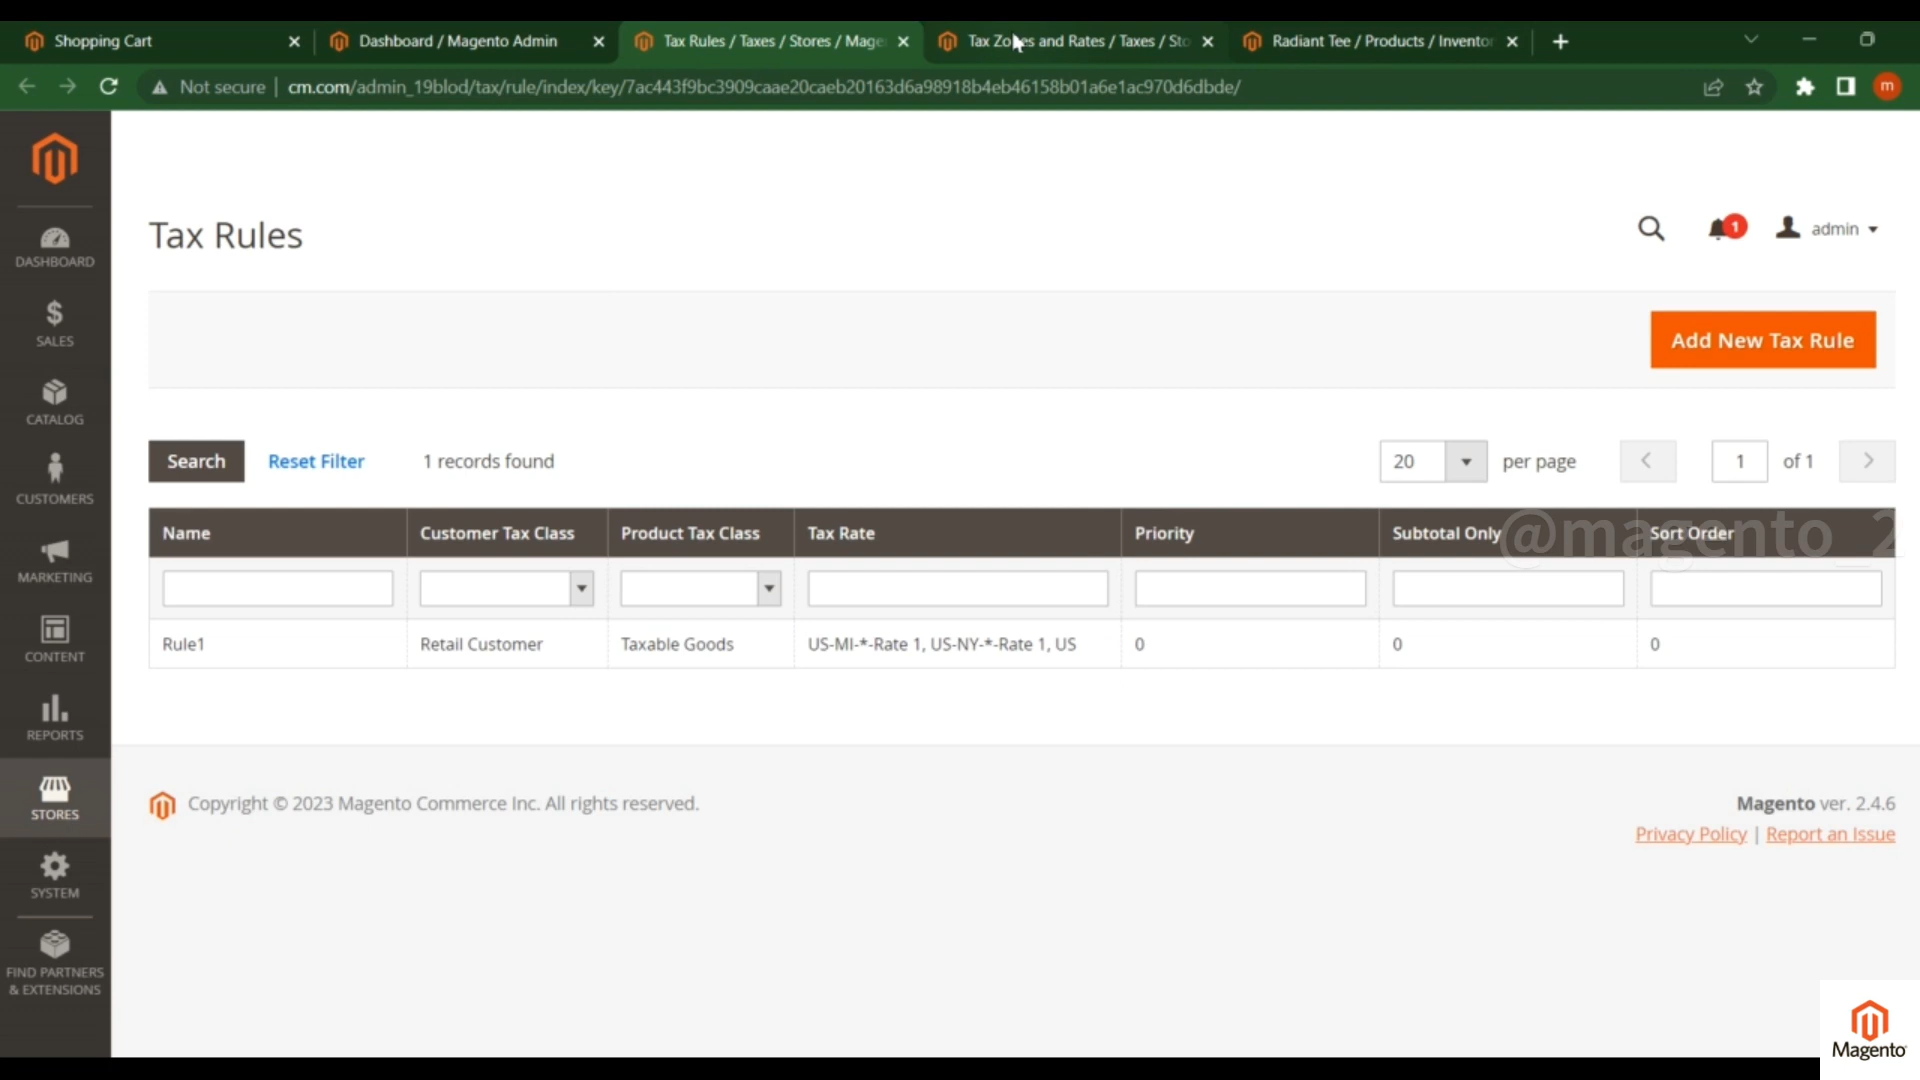 Shopping Cart
Dashboard / Magento Admin
Tax Rules / Taxes / Stores / Mage
Tax Zones and Rates / Taxes / Sto
Radiant Tee / Products / Inventor
Not secure | cm.com/admin_19blod/tax/rule/index/key/7ac443f9bc3909caae20caeb20163d6a98918b4eb46158b01a6e1ac970d6dbde/
m
Tax Rules
1
admin
Add New Tax Rule
Search
Reset Filter
1 records found
20
per page
1
of 1
Name
Customer Tax Class
Product Tax Class
Tax Rate
Priority
Subtotal Only
Sort Order
@magento_2
Rule1
Retail Customer
Taxable Goods
US-MI-*-Rate 1, US-NY-*-Rate 1, US
0
0
0
DASHBOARD
SALES
CATALOG
CUSTOMERS
MARKETING
CONTENT
REPORTS
STORES
SYSTEM
FIND PARTNERS
& EXTENSIONS
Copyright © 2023 Magento Commerce Inc. All rights reserved.
Magento ver. 2.4.6
Privacy Policy | Report an Issue
Magento